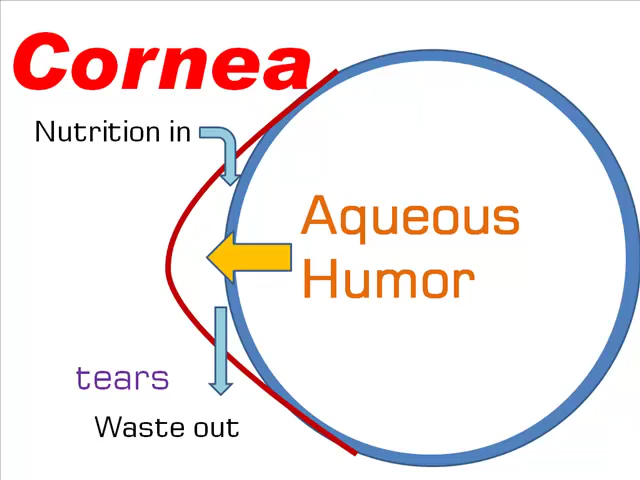 Cornea
Nutrition in
Aqueous
Humor
tears
Waste out